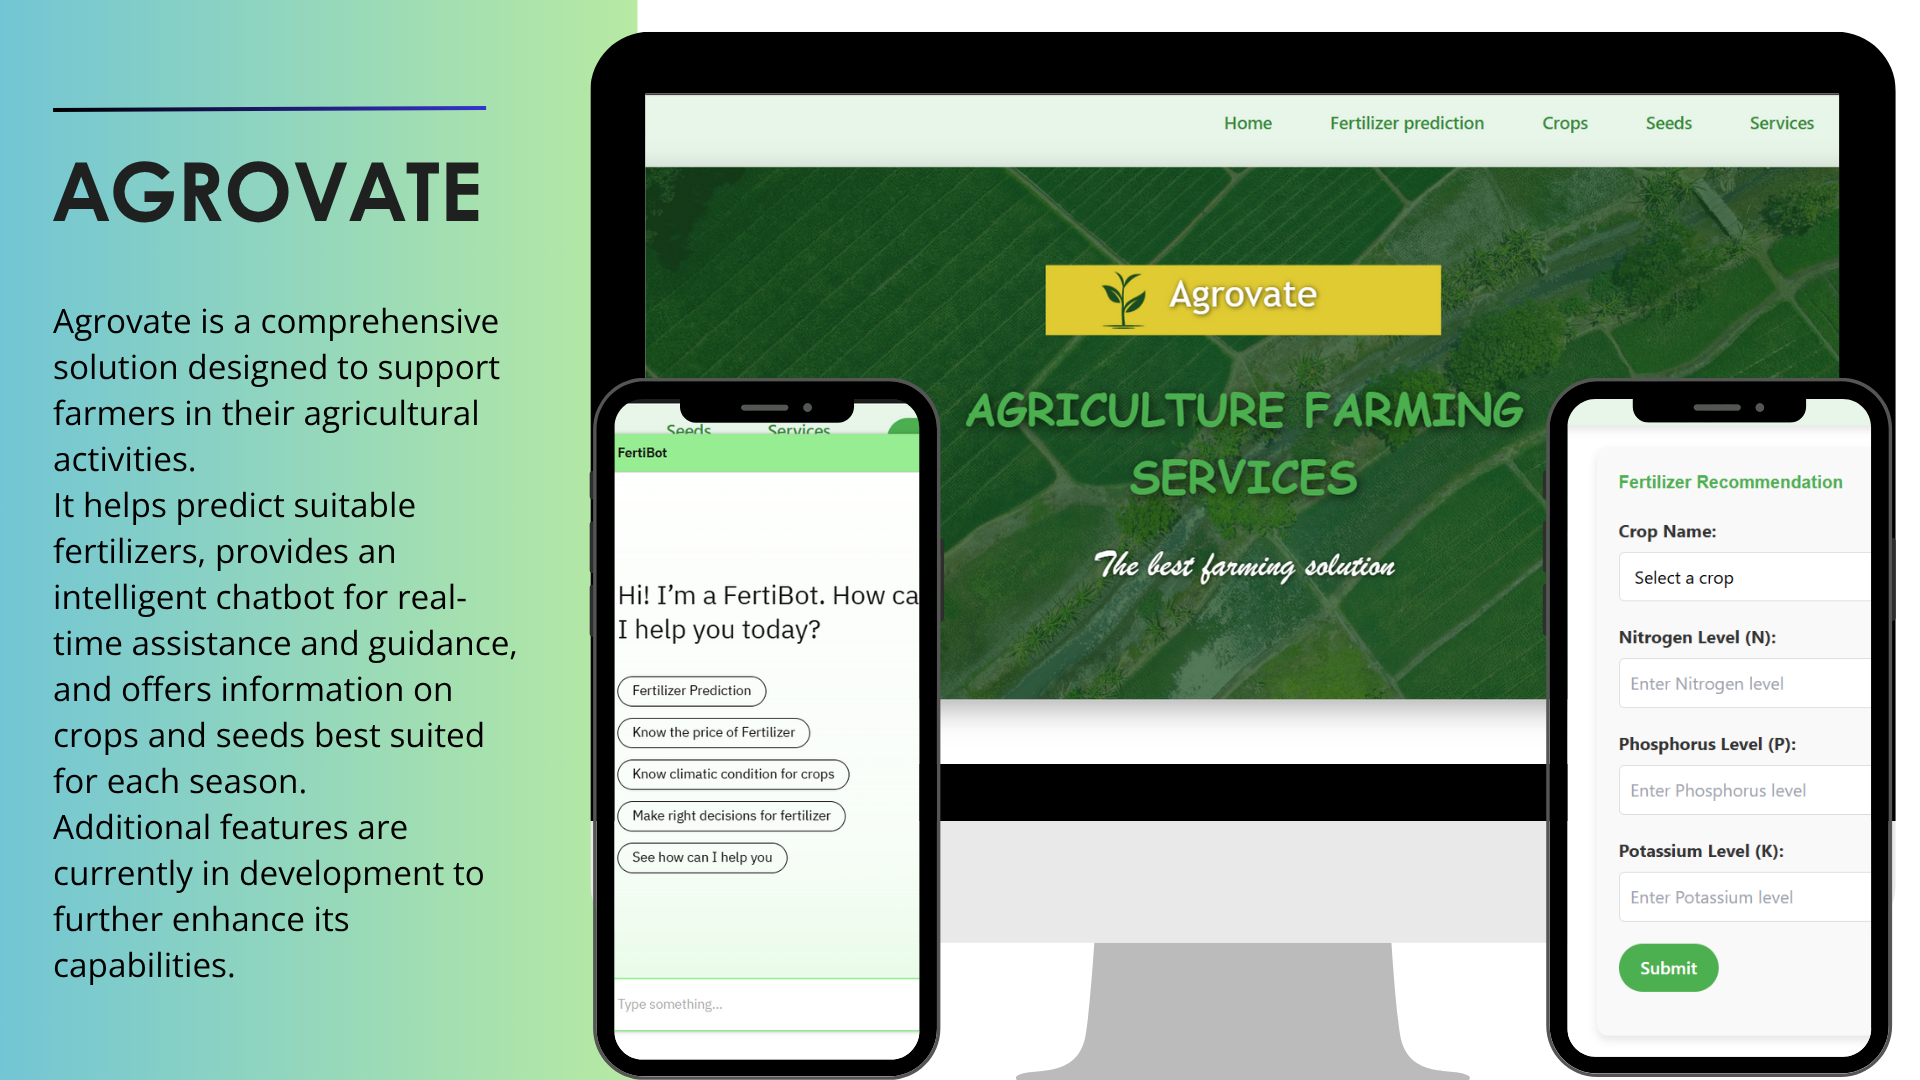 AGROVATE
Agrovate is a comprehensive
solution designed to support
farmers in their agricultural
activities.
It helps predict suitable
fertilizers, provides an
intelligent chatbot for real-
time assistance and guidance,
and offers information on
crops and seeds best suited
for each season.
Additional features are
currently in development to
further enhance its
capabilities.
Home Fertilizer prediction Crops Seeds Services
Agrovate
AGRICULTURE FARMING
SERVICES
The best farming solution
Seeds Services
FertiBot
Hi! I'm a FertiBot. How ca
I help you today?
Fertilizer Prediction
Know the price of Fertilizer
Know climatic condition for crops
Make right decisions for fertilizer
See how can I help you
Type something...
Fertilizer Recommendation
Crop Name:
Select a crop
Nitrogen Level (N):
Enter Nitrogen level
Phosphorus Level (P):
Enter Phosphorus level
Potassium Level (K):
Enter Potassium level
Submit